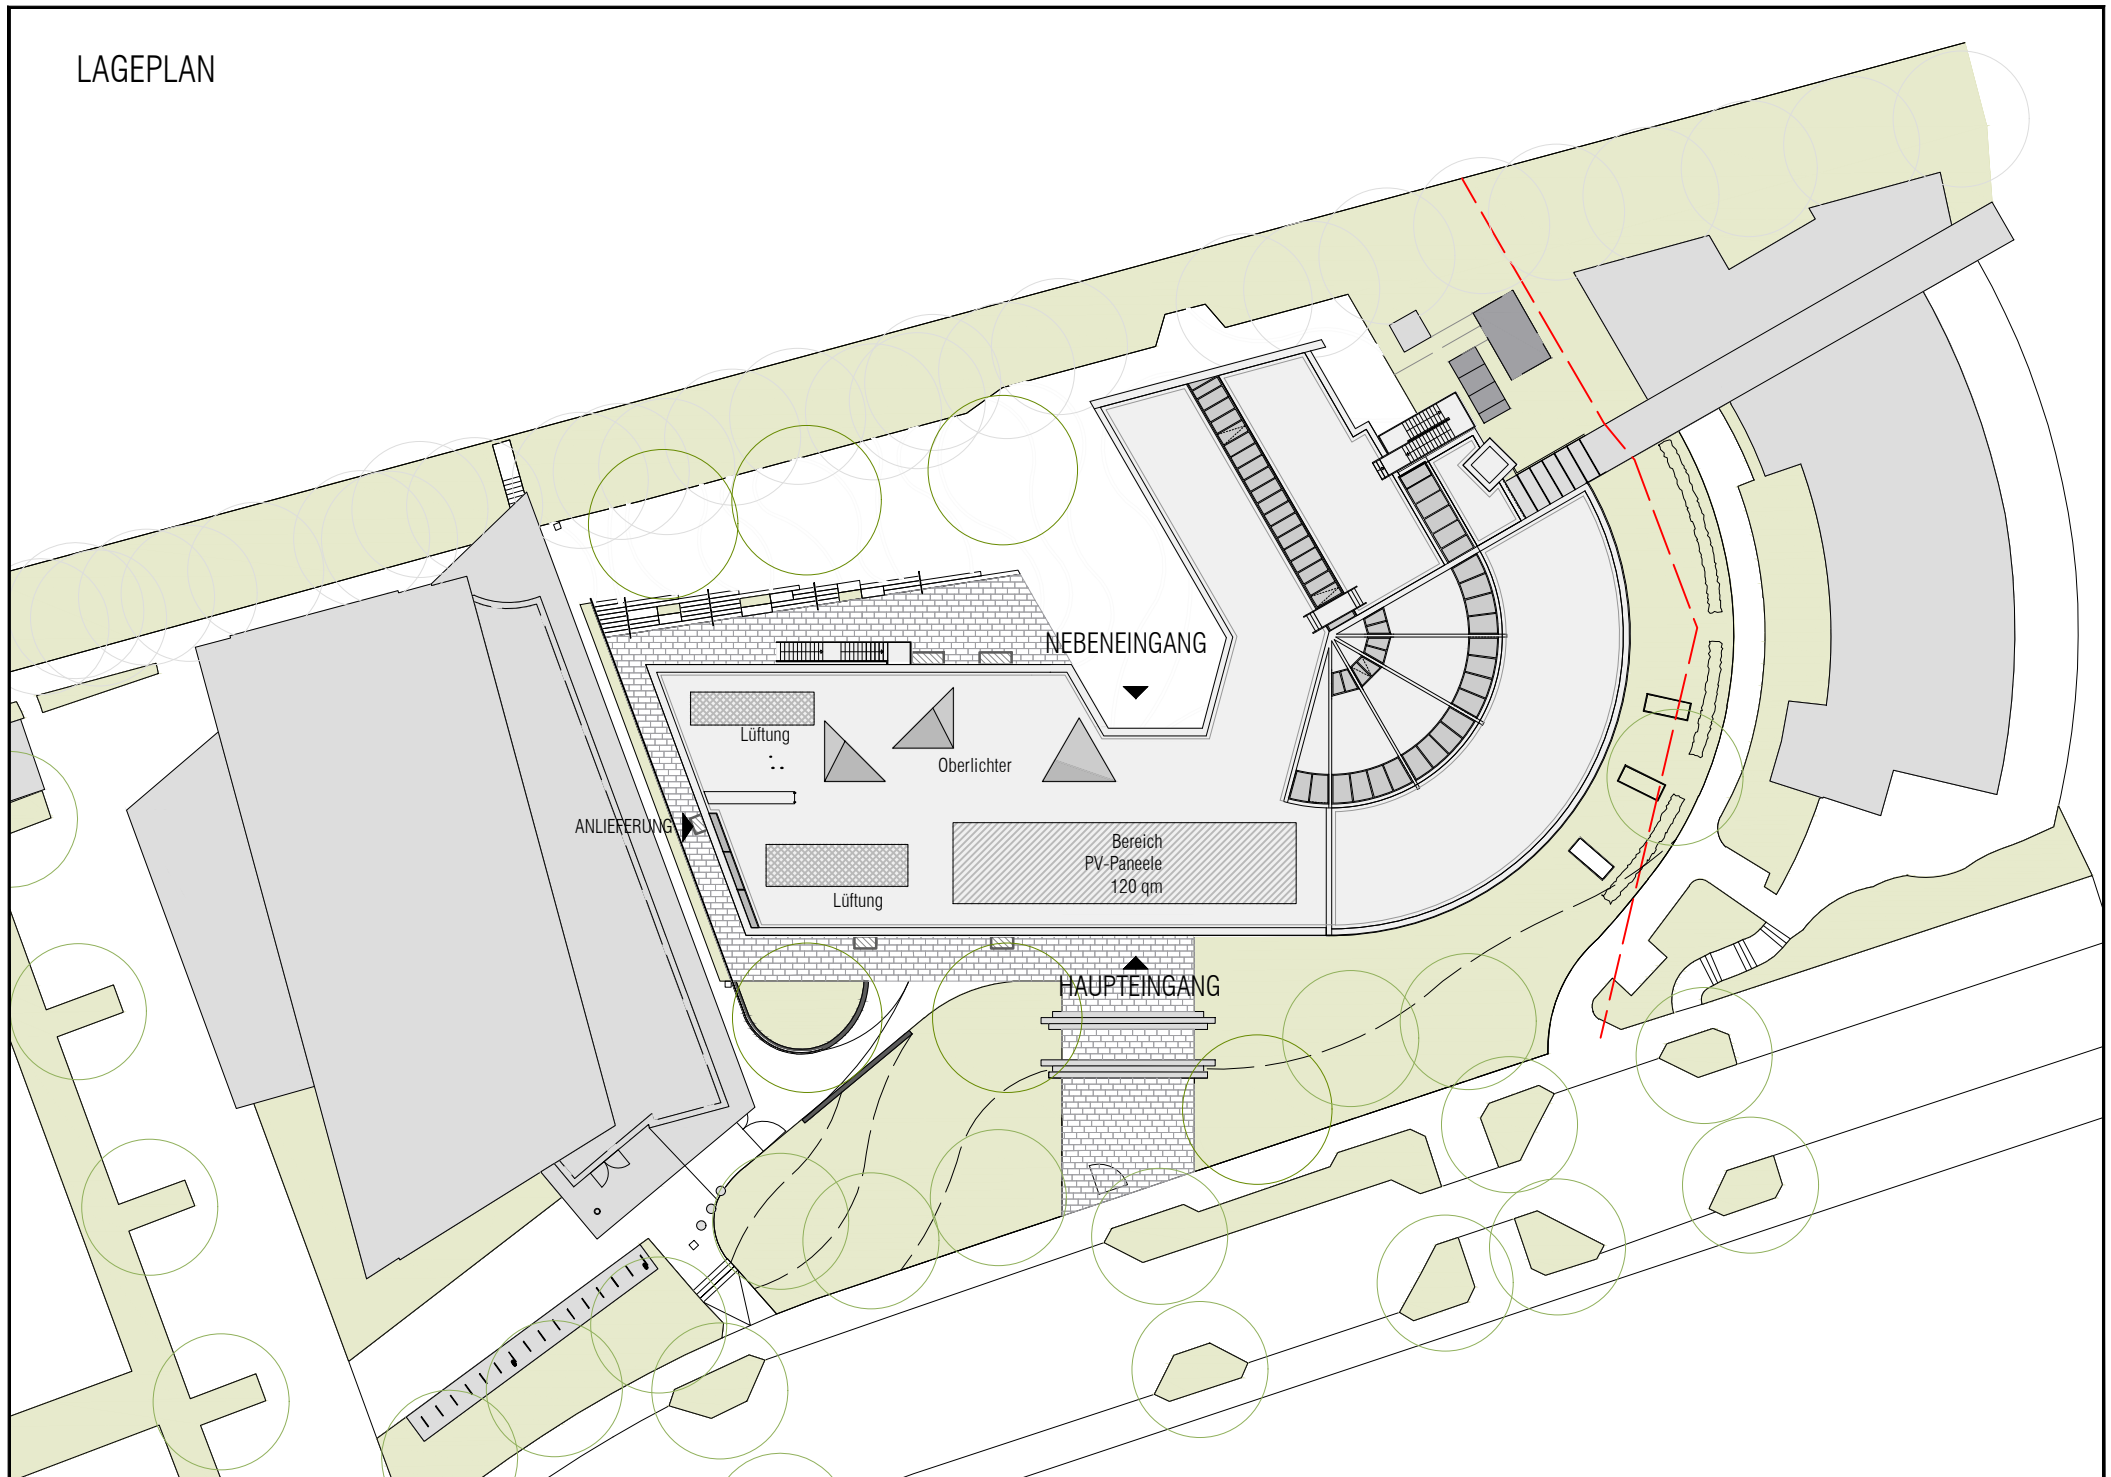 LAGEPLAN
NEBENEINGANG
Lüftung
Oberlichter
ANLIEFERUNG
Bereich
PV-Paneele
120 qm
Lüftung
HAUPTEINGANG